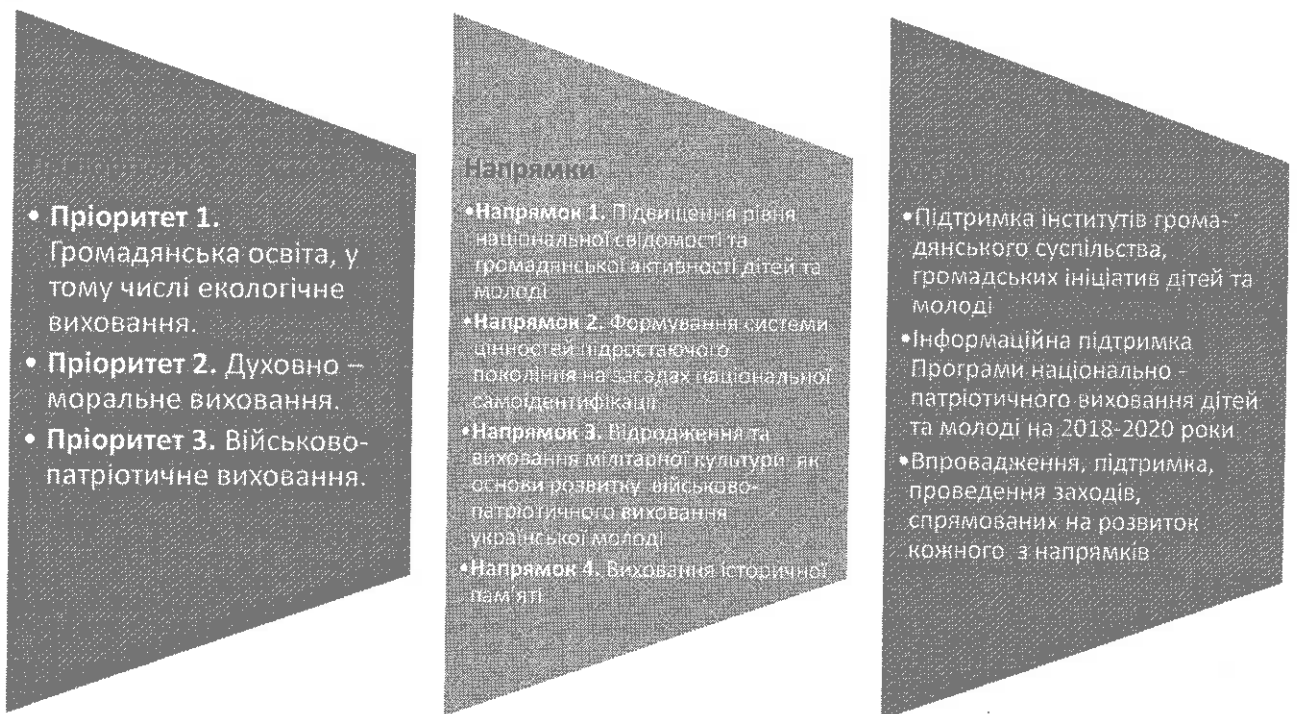 • Пріоритет 1.
Громадянська освіта, у
тому числі екологічне
виховання.
• Пріоритет 2. Духовно –
моральне виховання.
• Пріоритет 3. Військово-
патріотичне виховання.
Напрямки
•Напрямок 1. Підвищення рівня
національної свідомості та
громадянської активності дітей та
молоді
•Напрямок 2. Формування системи
цінностей підростаючого
покоління на засадах національної
самоідентифікації
•Напрямок 3. Відродження та
виховання мілітарної культури як
основи розвитку військово-
патріотичного виховання
української молоді
•Напрямок 4. Виховання історичної
пам'яті
•Підтримка інститутів грома-
дянського суспільства,
громадських ініціатив дітей та
молоді
•Інформаційна підтримка
Програми національно -
патріотичного виховання дітей
та молоді на 2018-2020 роки
•Впровадження, підтримка,
проведення заходів,
спрямованих на розвиток
кожного з напрямків